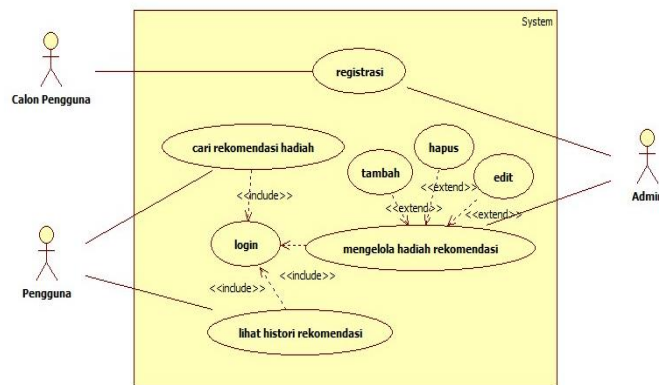 System
registrasi
Calon Pengguna
cari rekomendasi hadiah
hapus
tambah
edit
<<include>>
<<extend>>
<<extend>>
<<extend>>
Admin
login
mengelola hadiah rekomendasi
<<include>>
<<include>>
Pengguna
lihat histori rekomendasi